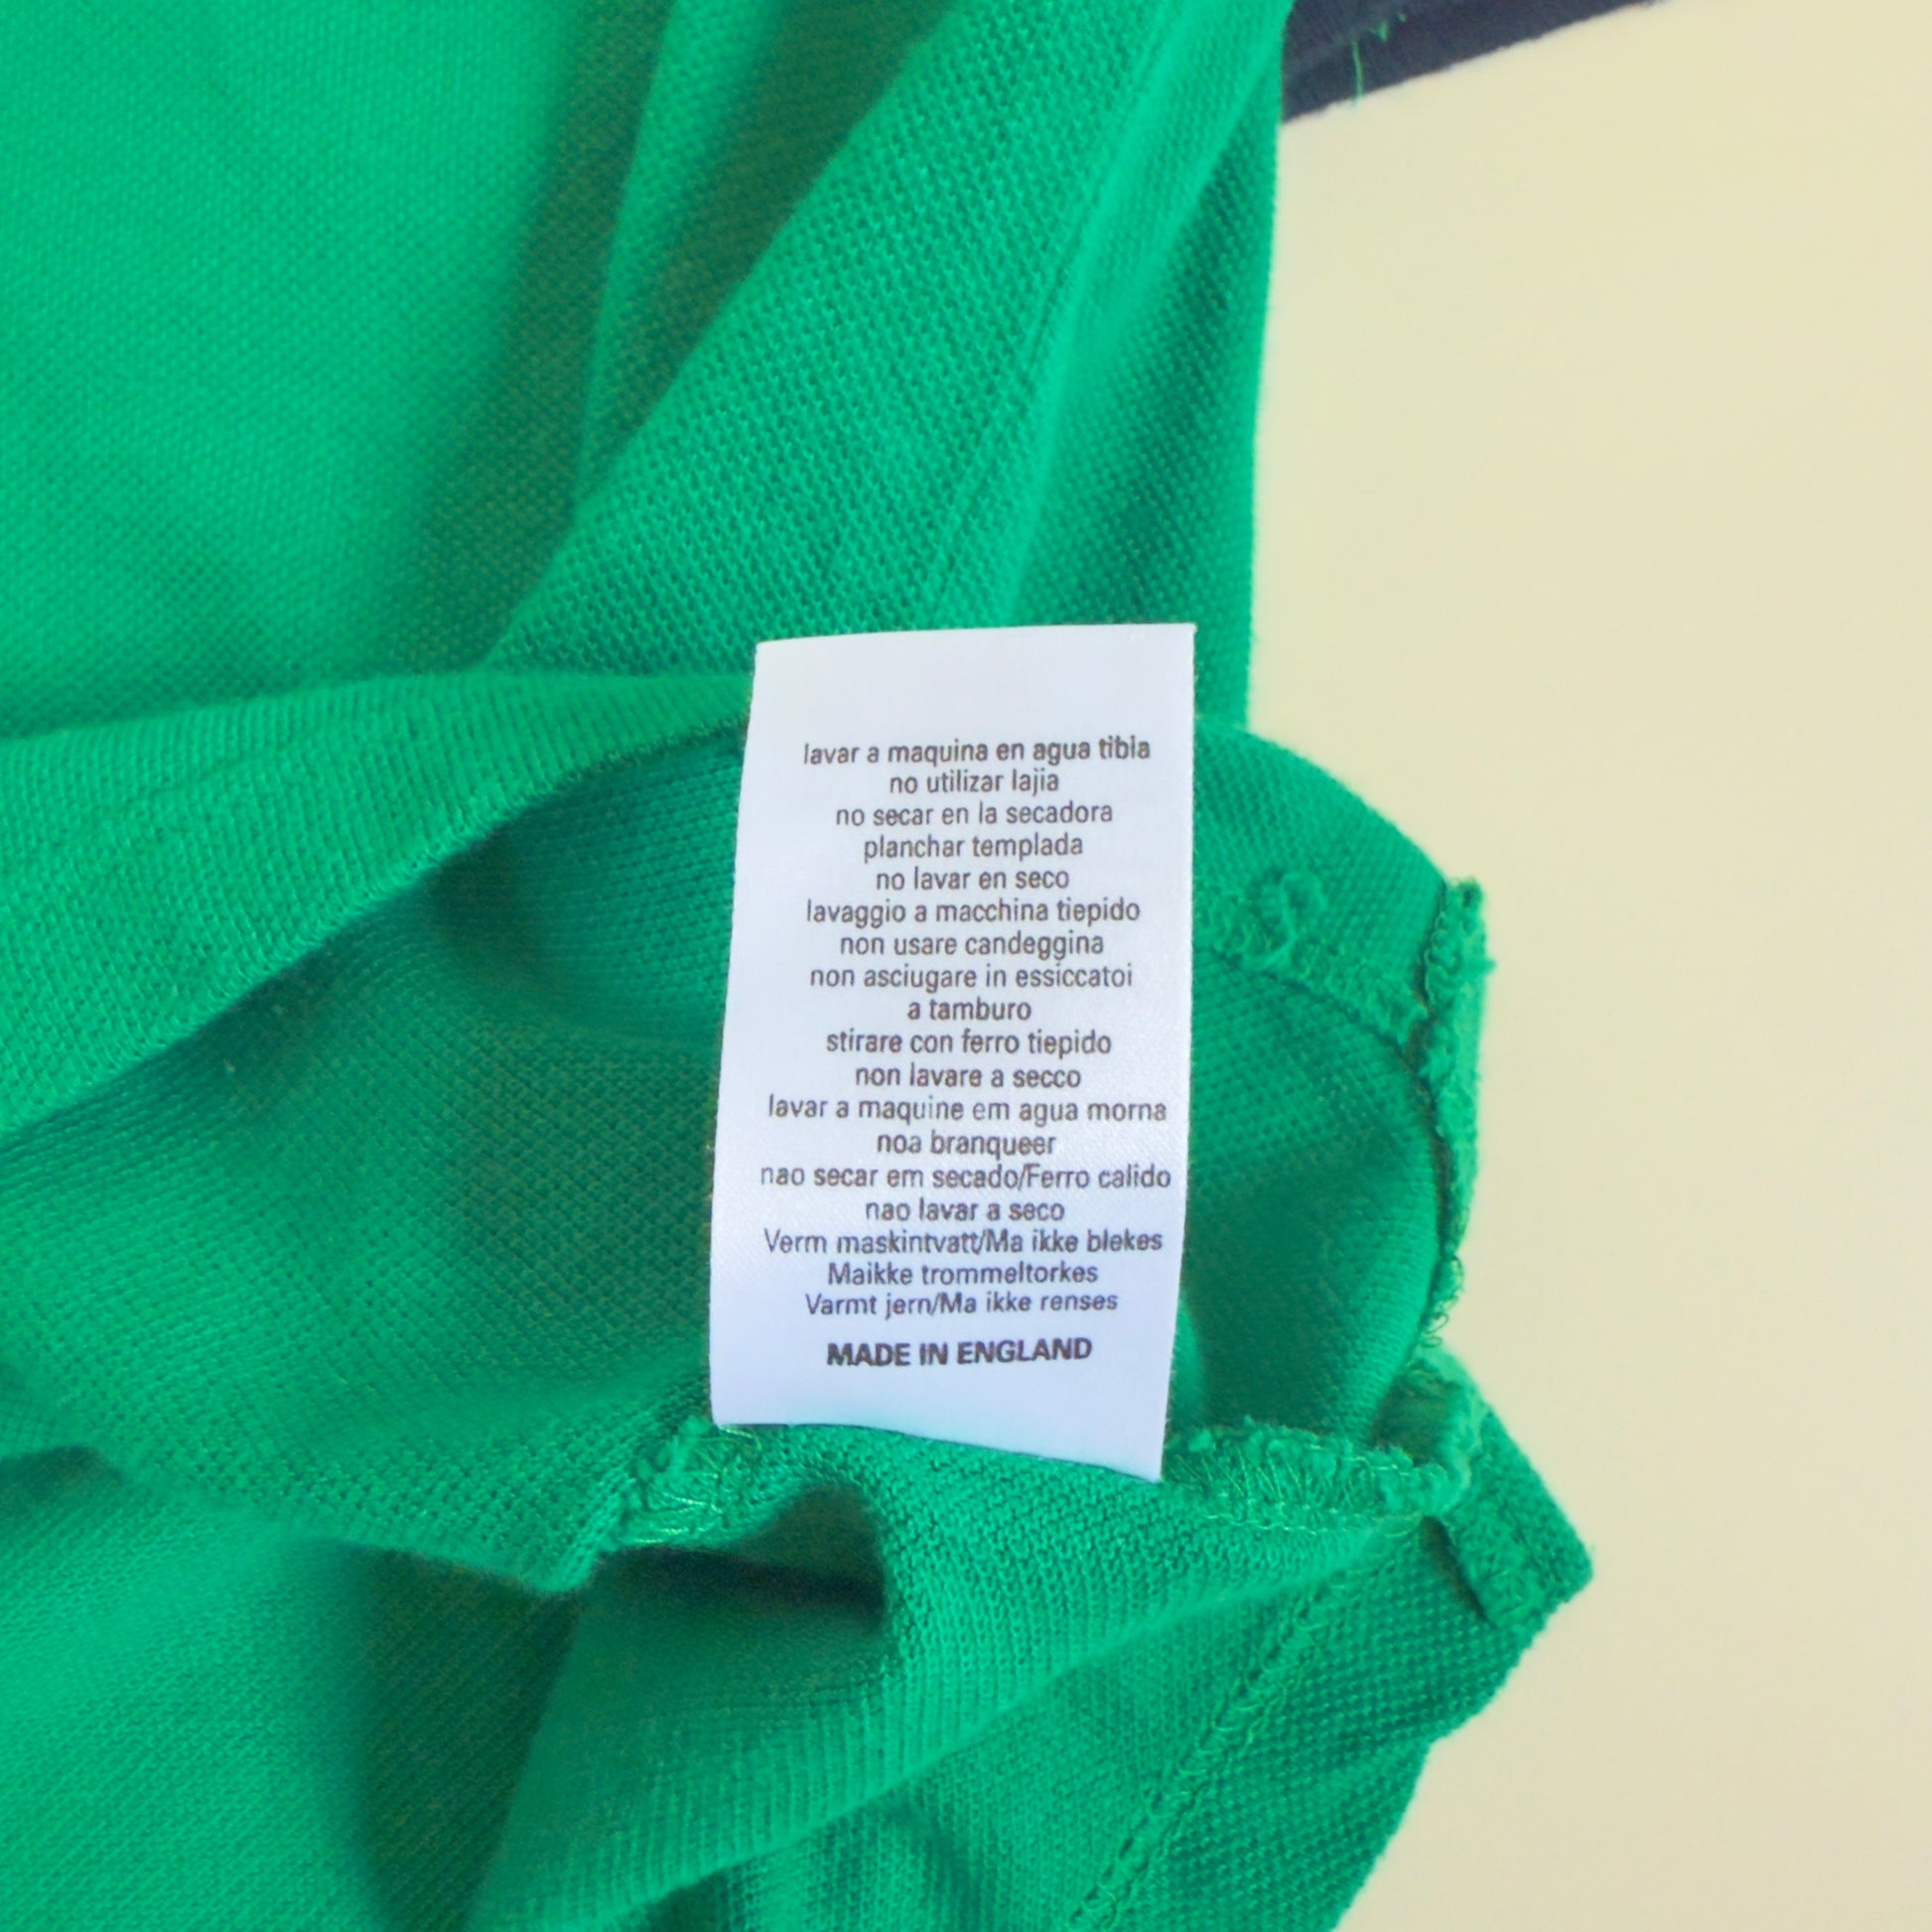 lavar a maquina en agua tibia
no utilizar lajia
no secar en la secadora
planchar templada
no lavar en seco
lavaggio a macchina tiepido
non usare candeggina
non asciugare in essiccatoi
a tamburo
stirare con ferro tiepido
non lavare a secco
lavar a maquine em agua morna
noa branqueer
nao secar em secado/Ferro calido
nao lavar a seco
Verm maskintvatt/Ma ikke blekes
Maikke trommeltorkes
Varmt jern/Ma ikke renses
MADE IN ENGLAND